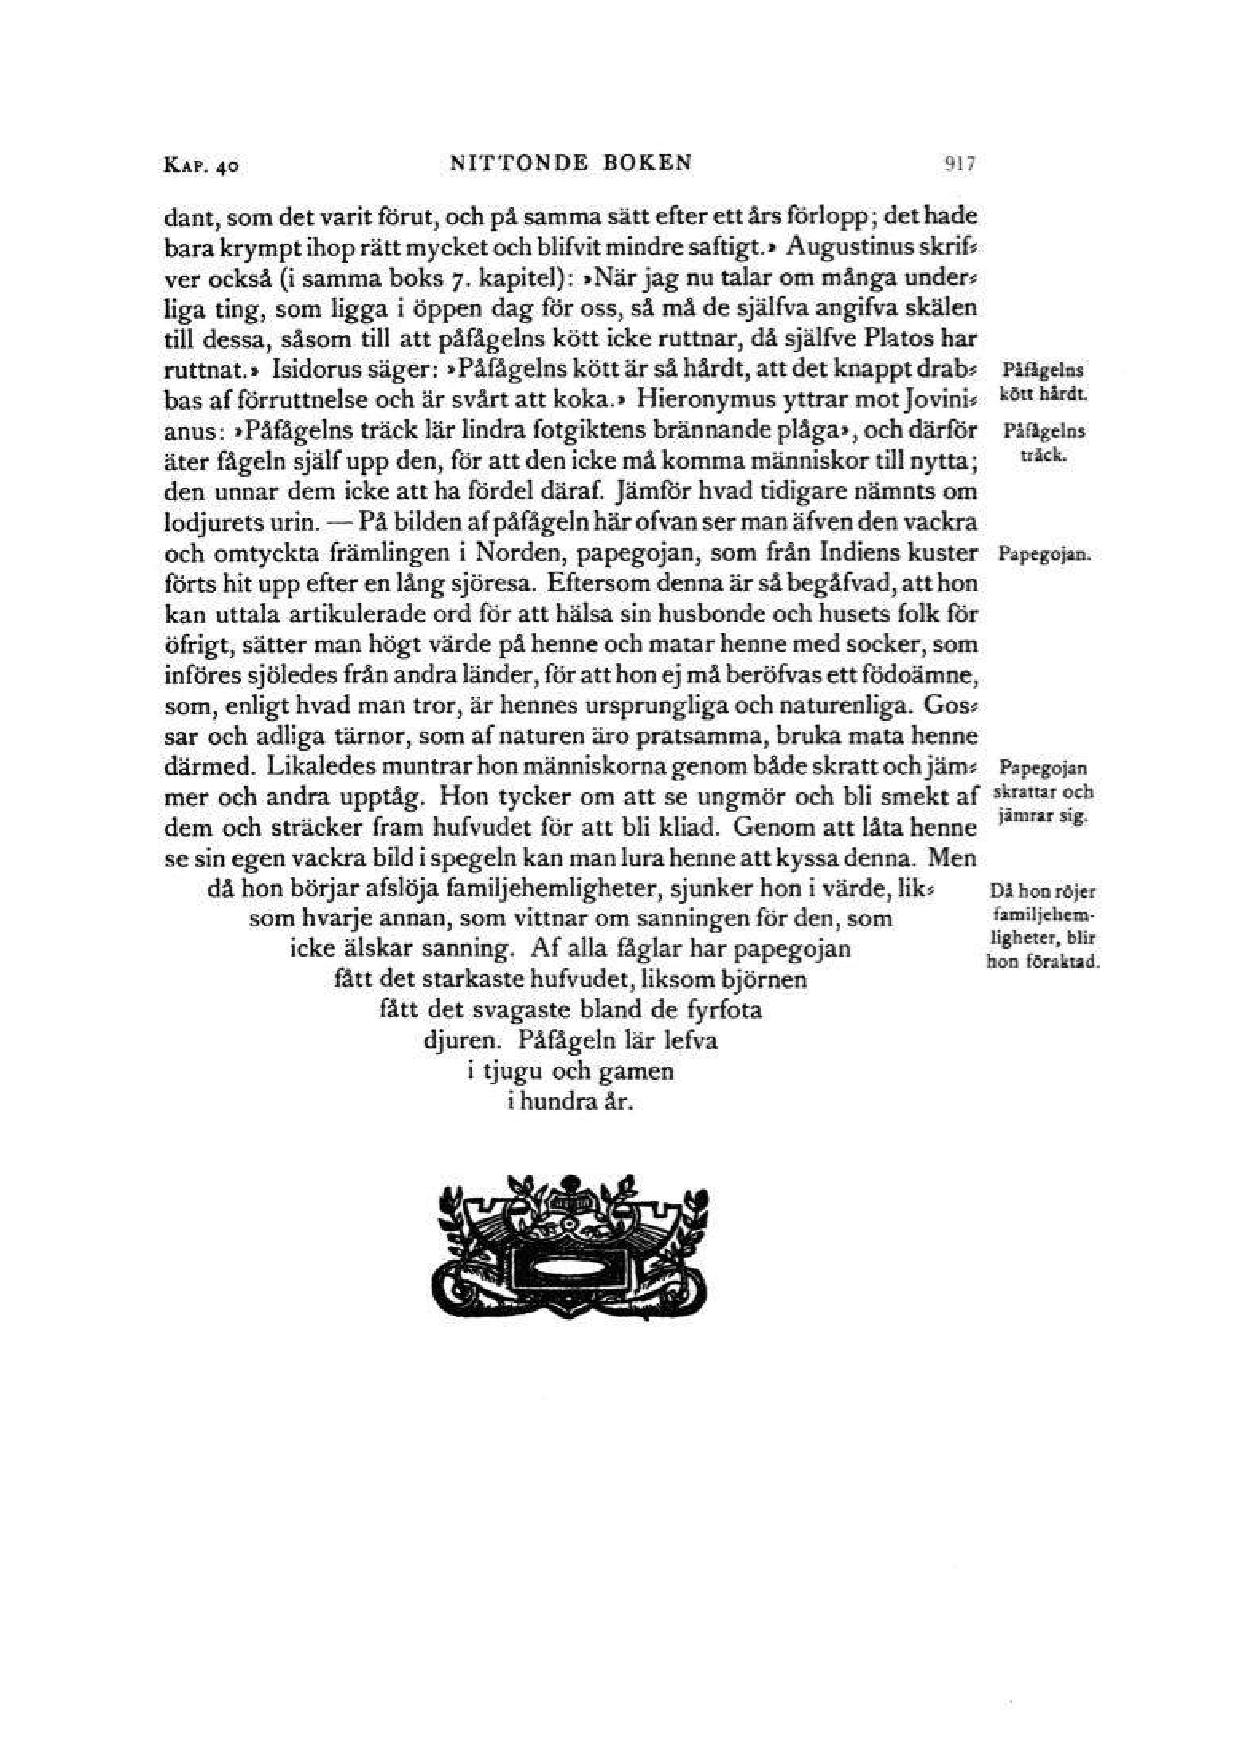 KAP. 40 NITTONDE BOKEN 917
dant, som det varit förut, och på samma sätt efter ett års förlopp; det hade
bara krympt ihop rätt mycket och blifvit mindre saftigt.» Augustinus skrif-
ver också (i samma boks 7. kapitel): »När jag nu talar om många under-
liga ting, som ligga i öppen dag för oss, så må de själfva angifva skälen
till dessa, såsom till att påfågelns kött icke ruttnar, då själfve Platos har
ruttnat.» Isidorus säger: »Påfågelns kött är så hårdt, att det knappt drab-
bas af förruttnelse och är svårt att koka.» Hieronymus yttrar mot Jovini-
anus: »Påfågelns träck lär lindra fotgiktens brännande plåga», och därför
äter fågeln själf upp den, för att den icke må komma människor till nytta;
den unnar dem icke att ha fördel däraf. Jämför hvad tidigare nämnts om
lodjurets urin. — På bilden af påfågeln här ofvan ser man äfven den vackra
och omtyckta främlingen i Norden, papegojan, som från Indiens kuster
förts hit upp efter en lång sjöresa. Eftersom denna är så begåfvad, att hon
kan uttala artikulerade ord för att hälsa sin husbonde och husets folk för
öfrigt, sätter man högt värde på henne och matar henne med socker, som
införes sjöledes från andra länder, för att hon ej må beröfvas ett födoämne,
som, enligt hvad man tror, är hennes ursprungliga och naturenliga. Gos-
sar och adliga tärnor, som af naturen äro pratsamma, bruka mata henne
därmed. Likaledes muntrar hon människorna genom både skratt och jäm-
mer och andra upptåg. Hon tycker om att se ungmör och bli smekt af
dem och sträcker fram hufvudet för att bli kliad. Genom att låta henne
se sin egen vackra bild i spegeln kan man lura henne att kyssa denna. Men
då hon börjar afslöja familjehemligheter, sjunker hon i värde, lik-
som hvarje annan, som vittnar om sanningen för den, som
icke älskar sanning. Af alla fåglar har papegojan
fått det starkaste hufvudet, liksom björnen
fått det svagaste bland de fyrfota
djuren. Påfågeln lär lefva
i tjugu och gamen
i hundra år.
Påfågelns
kött hårdt.
Påfågelns
träck.
Papegojan.
Papegojan
skrattar och
jämrar sig.
Då hon röjer
familjehem-
ligheter, blir
hon föraktad.